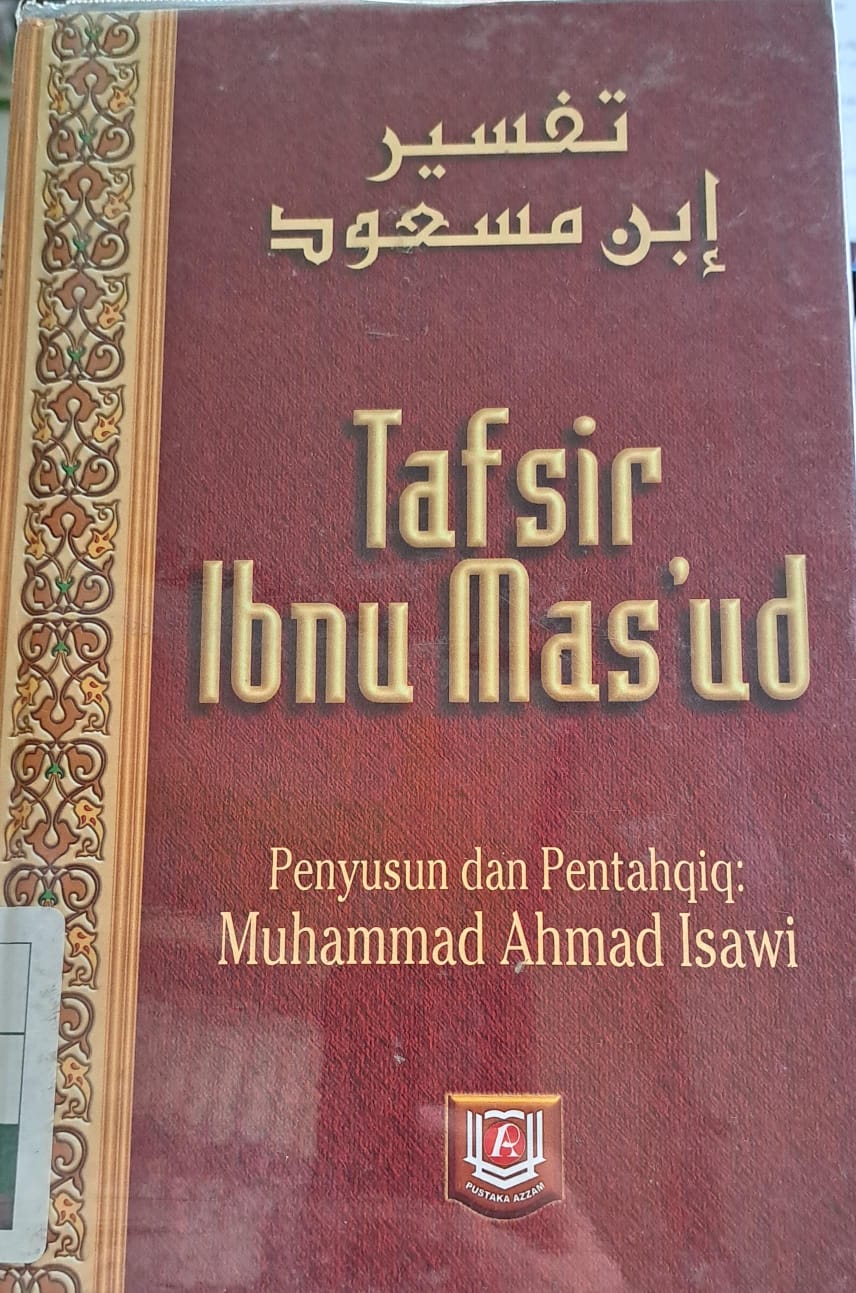 تفسير
إبن مسعود
Tafsir
Ibnu Mas'ud
Penyusun dan Pentahqiq:
Muhammad Ahmad Isawi
PUSTAKA AZZAM